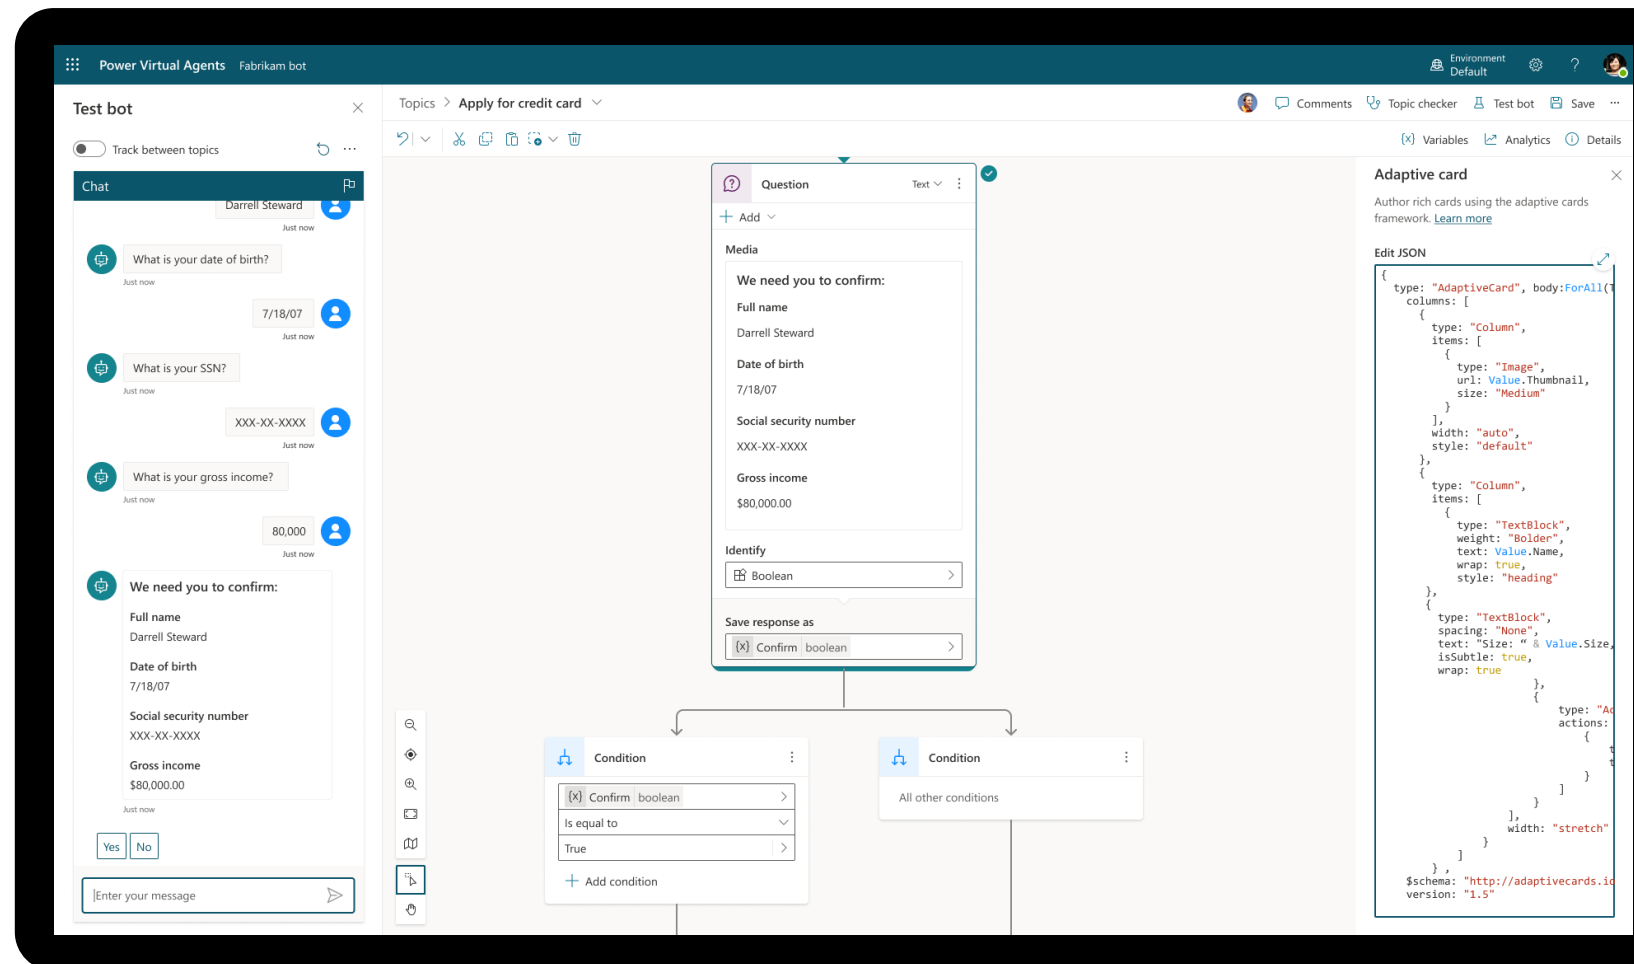 Power Virtual Agents Fabrikam bot
Environment
Default
?
Test bot
Track between topics
Chat
Darrell Steward
Just now
What is your date of birth?
Just now
7/18/07
Just now
What is your SSN?
Just now
XXX-XX-XXXX
Just now
What is your gross income?
Just now
80,000
Just now
We need you to confirm:
Full name
Darrell Steward
Date of birth
7/18/07
Social security number
XXX-XX-XXXX
Gross income
$80,000.00
Just now
Yes No
Enter your message
Topics > Apply for credit card
Comments Topic checker Test bot Save ...
{x} Variables Analytics Details
Question Text
Add
Media
We need you to confirm:
Full name
Darrell Steward
Date of birth
7/18/07
Social security number
XXX-XX-XXXX
Gross income
$80,000.00
Identify
Boolean
Save response as
{x} Confirm boolean
Condition
{x} Confirm boolean
Is equal to
True
Add condition
Condition
All other conditions
Adaptive card
Author rich cards using the adaptive cards
framework. Learn more
Edit JSON
{
type: "AdaptiveCard", body:ForAll(T
columns: [
{
type: "Column",
items: [
{
type: "Image",
url: Value.Thumbnail,
size: "Medium"
}
],
width: "auto",
style: "default"
},
{
type: "Column",
items: [
{
type: "TextBlock",
weight: "Bolder",
text: Value.Name,
wrap: true,
style: "heading"
},
{
type: "TextBlock",
spacing: "None",
text: "Size: “ & Value.Size,
isSubtle: true,
wrap: true
},
{
type: "Ac
actions:
{
t
t
}
]
}
],
width: "stretch"
}
]
} ,
$schema: "http://adaptivecards.io
version: "1.5"